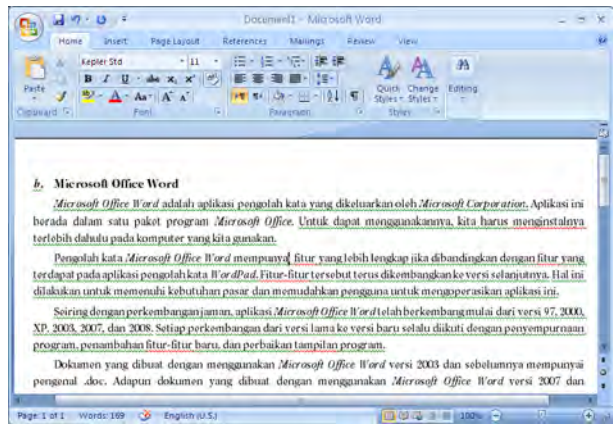 Document1 - Microsoft Word
Home Insert Page Layout References Mailings Review View
Kepler Std 11
B I U abc x₂ x²
Aa A A
Paste
Quick Styles Change Styles Editing
Clipboard Font Paragraph Styles
b. Microsoft Office Word
Microsoft Office Word adalah aplikasi pengolah kata yang dikeluarkan oleh Microsoft Corporation. Aplikasi ini
berada dalam satu paket program Microsoft Office. Untuk dapat menggunakannya, kita harus menginstalnya
terlebih dahulu pada komputer yang kita gunakan.
Pengolah kata Microsoft Office Word mempunyai fitur yang lebih lengkap jika dibandingkan dengan fitur yang
terdapat pada aplikasi pengolah kata WordPad. Fitur-fitur tersebut terus dikembangkan ke versi selanjutnya. Hal ini
dilakukan untuk memenuhi kebutuhan pasar dan memudahkan pengguna untuk mengoperasikan aplikasi ini.
Seiring dengan perkembangan jaman, aplikasi Microsoft Office Word telah berkembang mulai dari versi 97, 2000,
XP, 2003, 2007, dan 2008. Setiap perkembangan dari versi lama ke versi baru selalu diikuti dengan penyempurnaan
program, penambahan fitur-fitur baru, dan perbaikan tampilan program.
Dokumen yang dibuat dengan menggunakan Microsoft Office Word versi 2003 dan sebelumnya mempunyai
pengenal .doc. Adapun dokumen yang dibuat dengan menggunakan Microsoft Office Word versi 2007 dan
Page: 1 of 1 Words: 169 English (U.S.) 100%